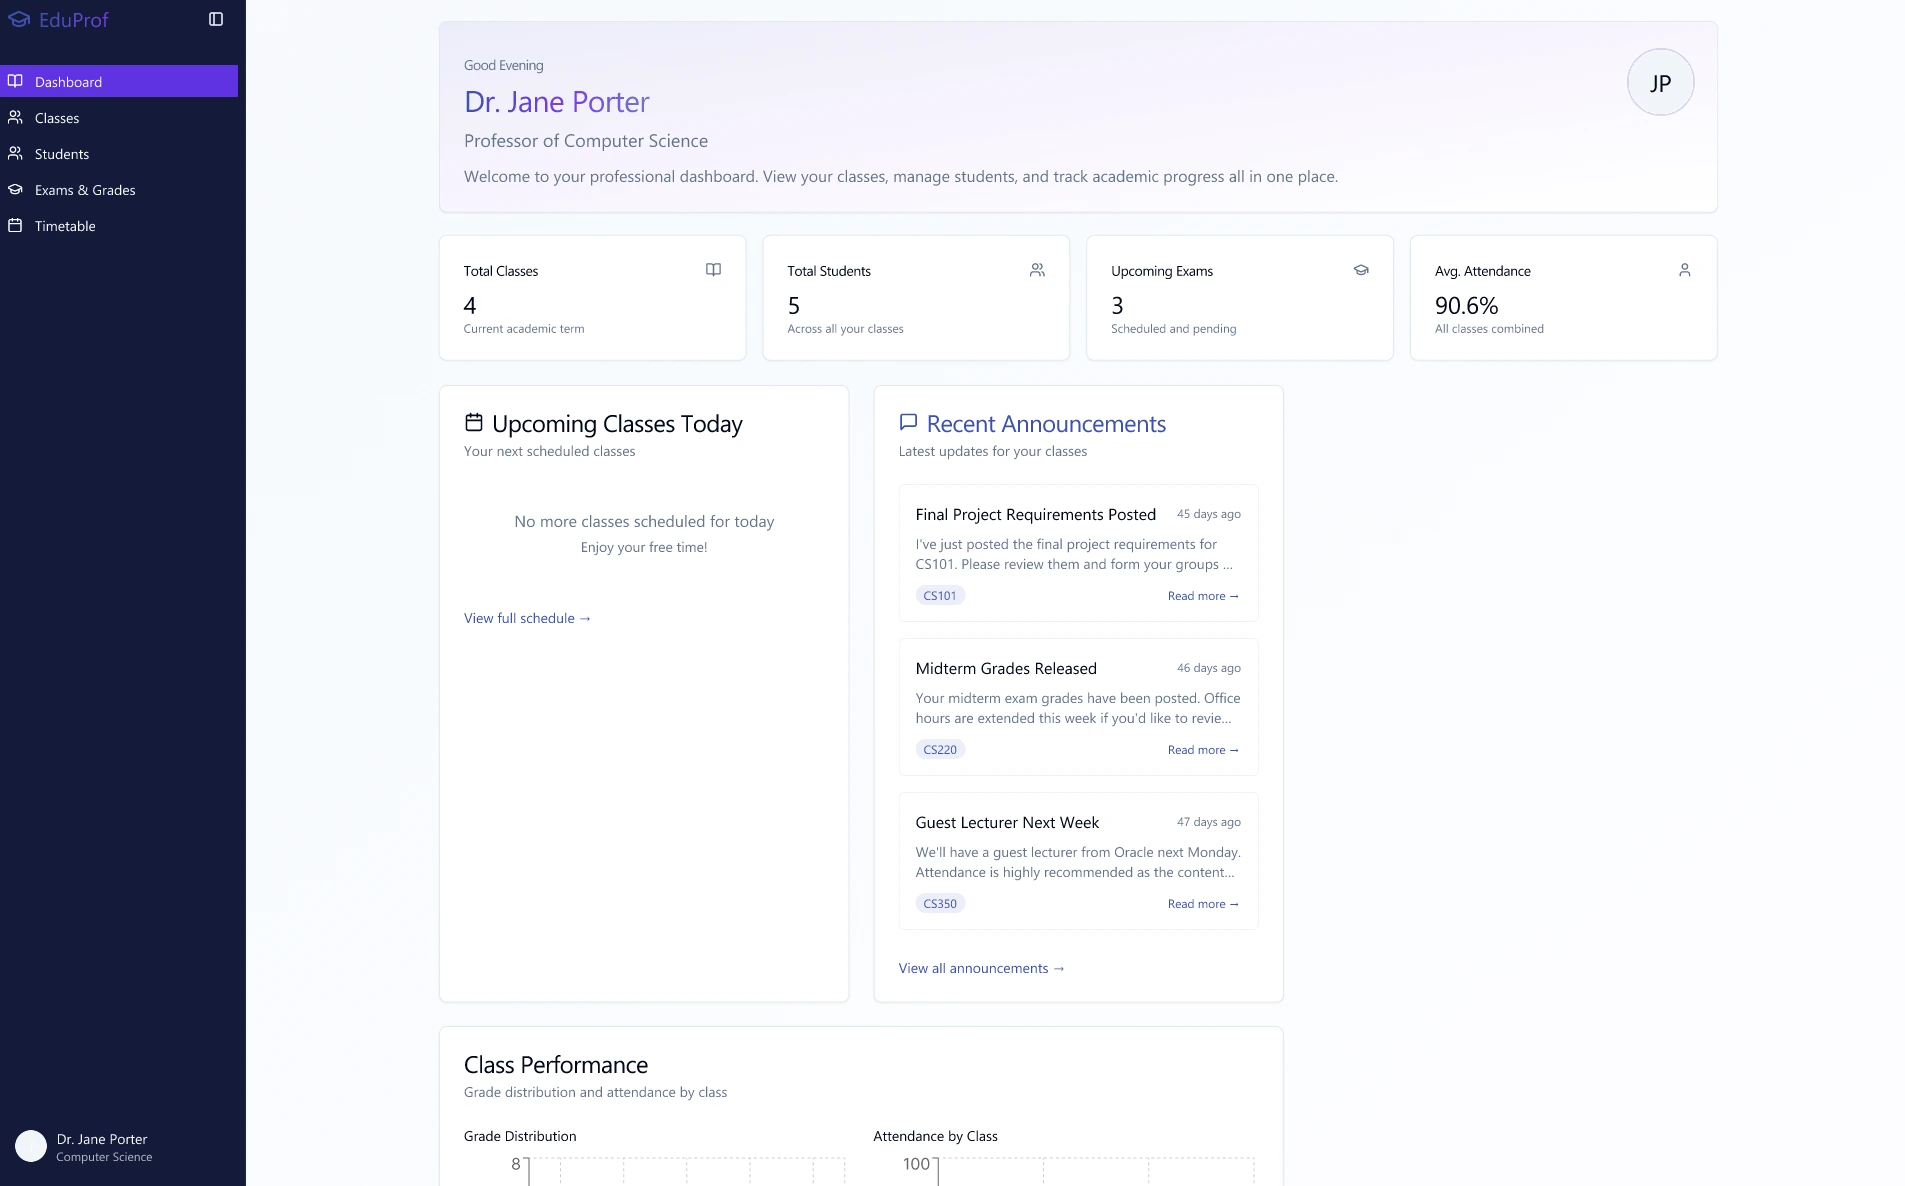 EduProf
Dashboard
Classes
Students
Exams & Grades
Timetable
Dr. Jane Porter
Computer Science
Good Evening
Dr. Jane Porter
Professor of Computer Science
Welcome to your professional dashboard. View your classes, manage students, and track academic progress all in one place.
JP
Total Classes
4
Current academic term
Total Students
5
Across all your classes
Upcoming Exams
3
Scheduled and pending
Avg. Attendance
90.6%
All classes combined
Upcoming Classes Today
Your next scheduled classes
No more classes scheduled for today
Enjoy your free time!
View full schedule →
Recent Announcements
Latest updates for your classes
Final Project Requirements Posted
45 days ago
I've just posted the final project requirements for
CS101. Please review them and form your groups ...
CS101
Read more →
Midterm Grades Released
46 days ago
Your midterm exam grades have been posted. Office
hours are extended this week if you'd like to revie...
CS220
Read more →
Guest Lecturer Next Week
47 days ago
We'll have a guest lecturer from Oracle next Monday.
Attendance is highly recommended as the content...
CS350
Read more →
View all announcements →
Class Performance
Grade distribution and attendance by class
Grade Distribution
8
Attendance by Class
100